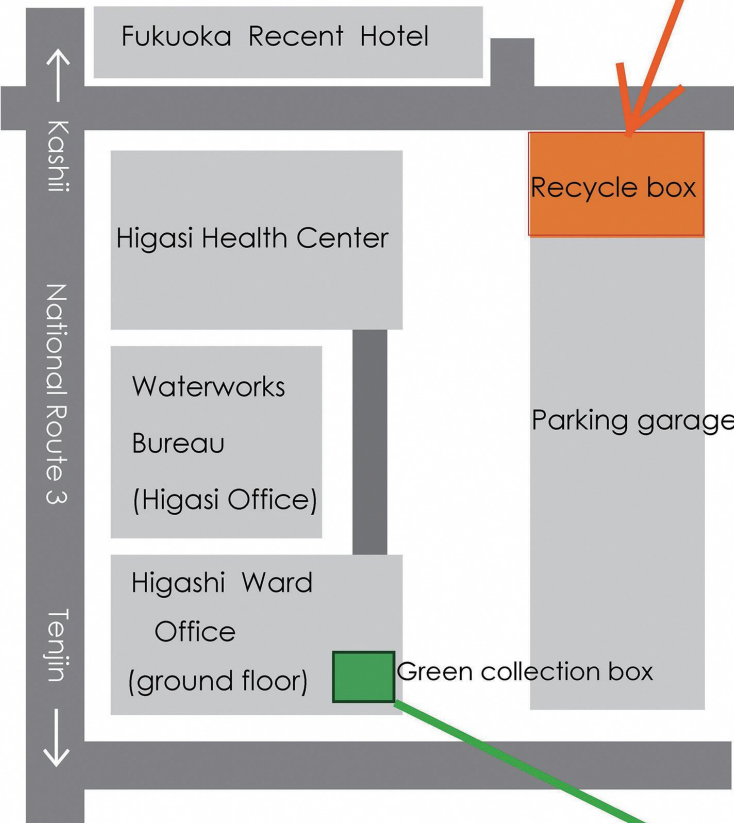 Fukuoka Recent Hotel
Kashii
National Route 3
Tenjin
Recycle box
Higasi Health Center
Waterworks
Bureau
(Higasi Office)
Parking garage
Higashi Ward
Office
(ground floor)
Green collection box